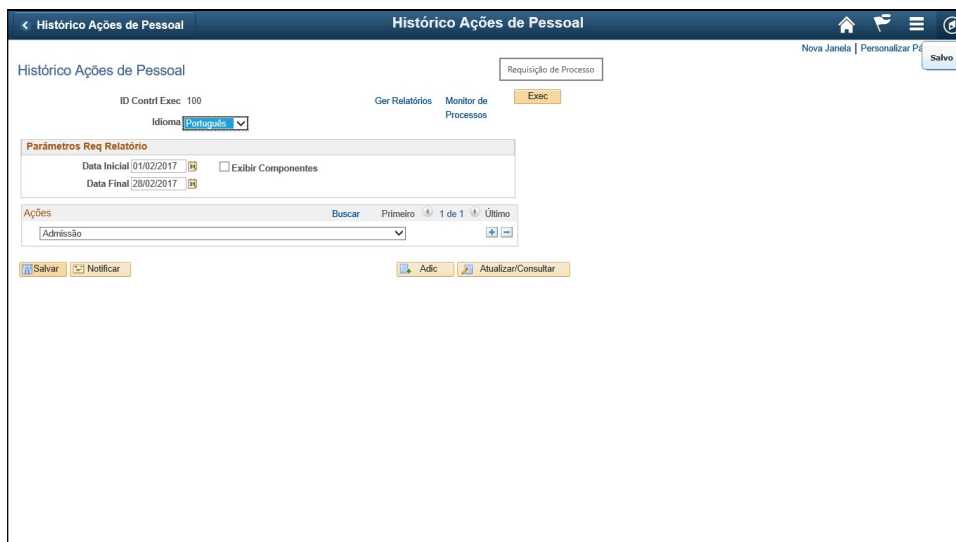 Histórico Ações de Pessoal
Histórico Ações de Pessoal
Nova Janela | Personalizar Pá
Salvo
Histórico Ações de Pessoal
Requisição de Processo
ID Contrl Exec 100
Ger Relatórios
Monitor de
Processos
Exec
Idioma Português
Parâmetros Req Relatório
Data Inicial 01/02/2017
Exibir Componentes
Data Final 28/02/2017
Ações
Buscar
Primeiro 1 de 1 Último
Admissão
Salvar
Notificar
Adic
Atualizar/Consultar